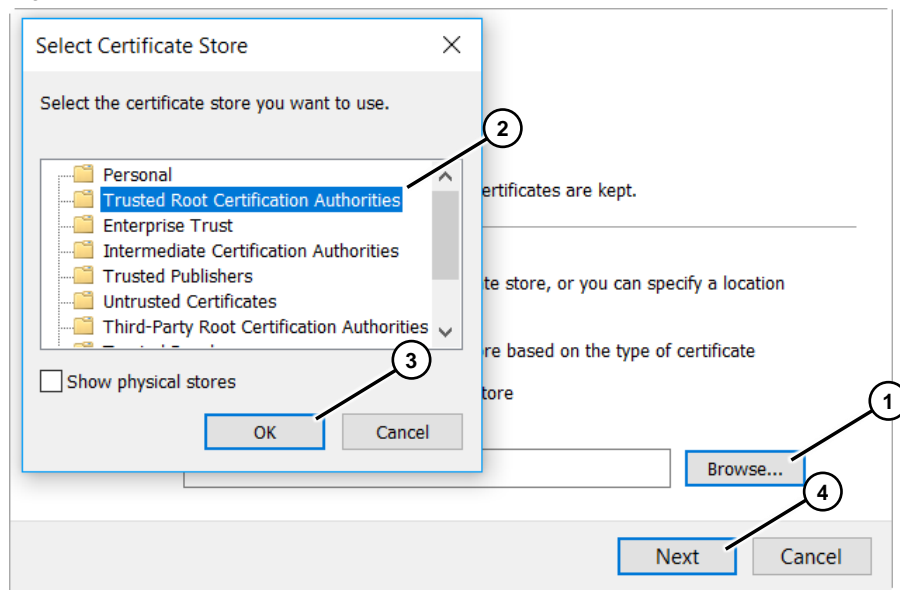 Select Certificate Store
Select the certificate store you want to use.
2
Personal
Trusted Root Certification Authorities
Enterprise Trust
Intermediate Certification Authorities
Trusted Publishers
Untrusted Certificates
Third-Party Root Certification Authorities
ertificates are kept.
te store, or you can specify a location
re based on the type of certificate
tore
3
Show physical stores
OK
Cancel
1
Browse...
4
Next
Cancel